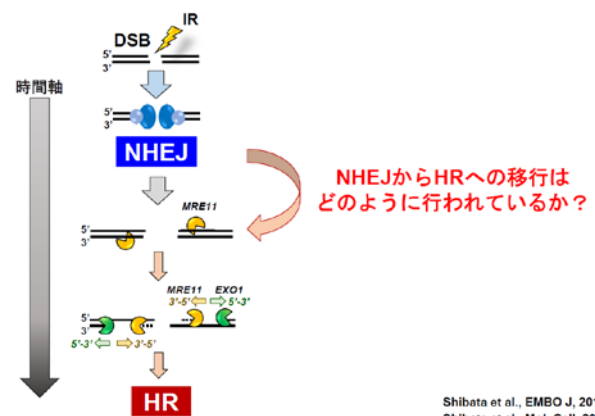 IR
DSB
5'
3'
時間軸
5'
3'
NHEJ
NHEJからHRへの移行は
どのように行われているか？
MRE11
5'
3'
MRE11 EXO1
3'-5' 5'-3'
5'
3'
5'-3' 3'-5'
HR
Shibata et al., EMBO J,